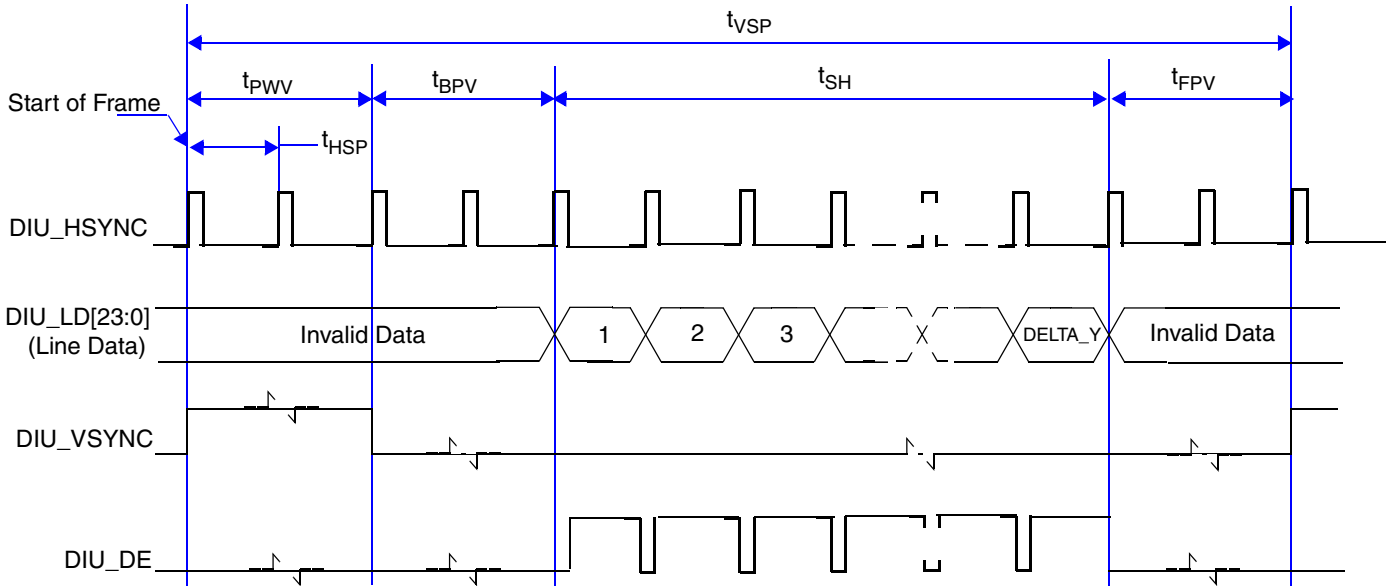 tVSP
tPWV tBPV tSH tFPV
Start of Frame
tHSP
DIU_HSYNC
DIU_LD[23:0]
(Line Data)
Invalid Data 1 2 3 DELTA_Y Invalid Data
DIU_VSYNC
DIU_DE